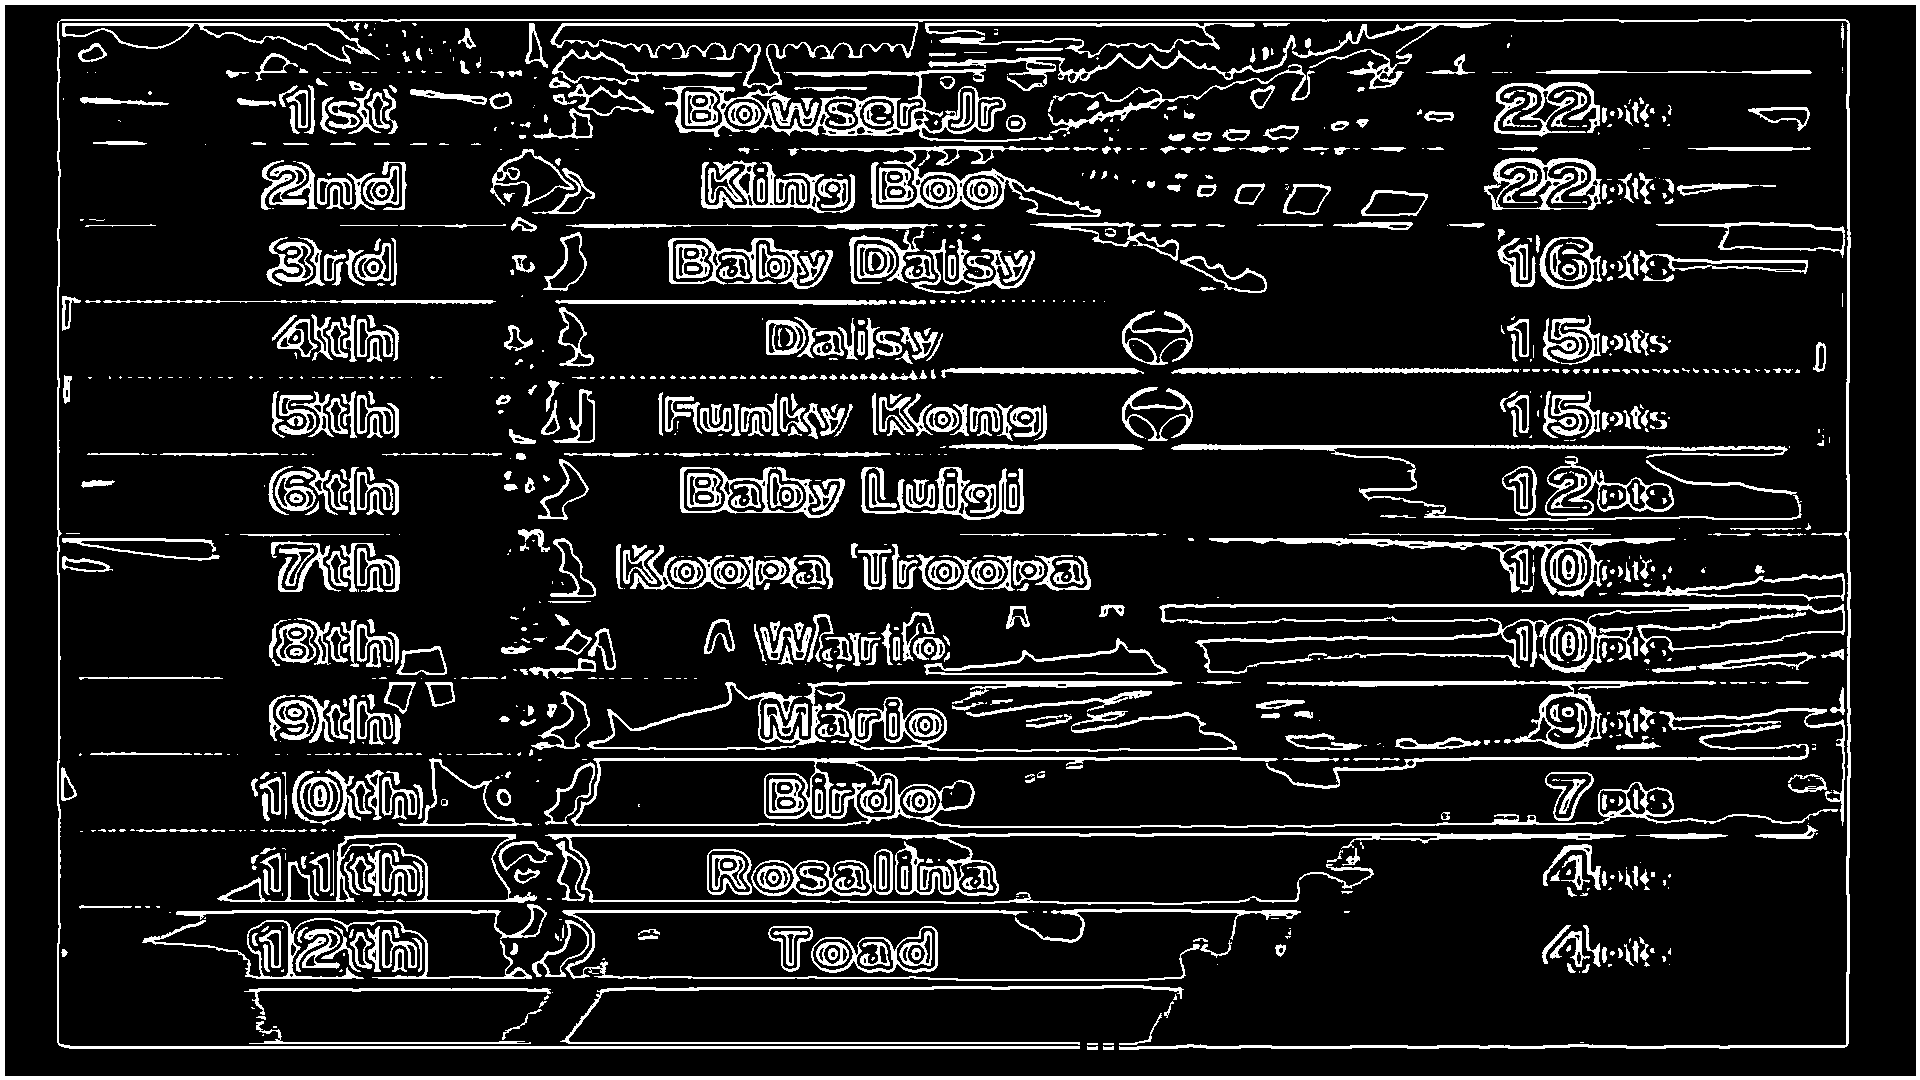 1st Bowser Jr. 22pts
2nd King Boo 22pts
3rd Baby Daisy 16pts
4th Daisy 15pts
5th Funky Kong 15pts
6th Baby Luigi 12pts
7th Koopa Troopa 10pts
8th Wario 10pts
9th Mario 9pts
10th Birdo 7pts
11th Rosalina 4pts
12th Toad 4pts